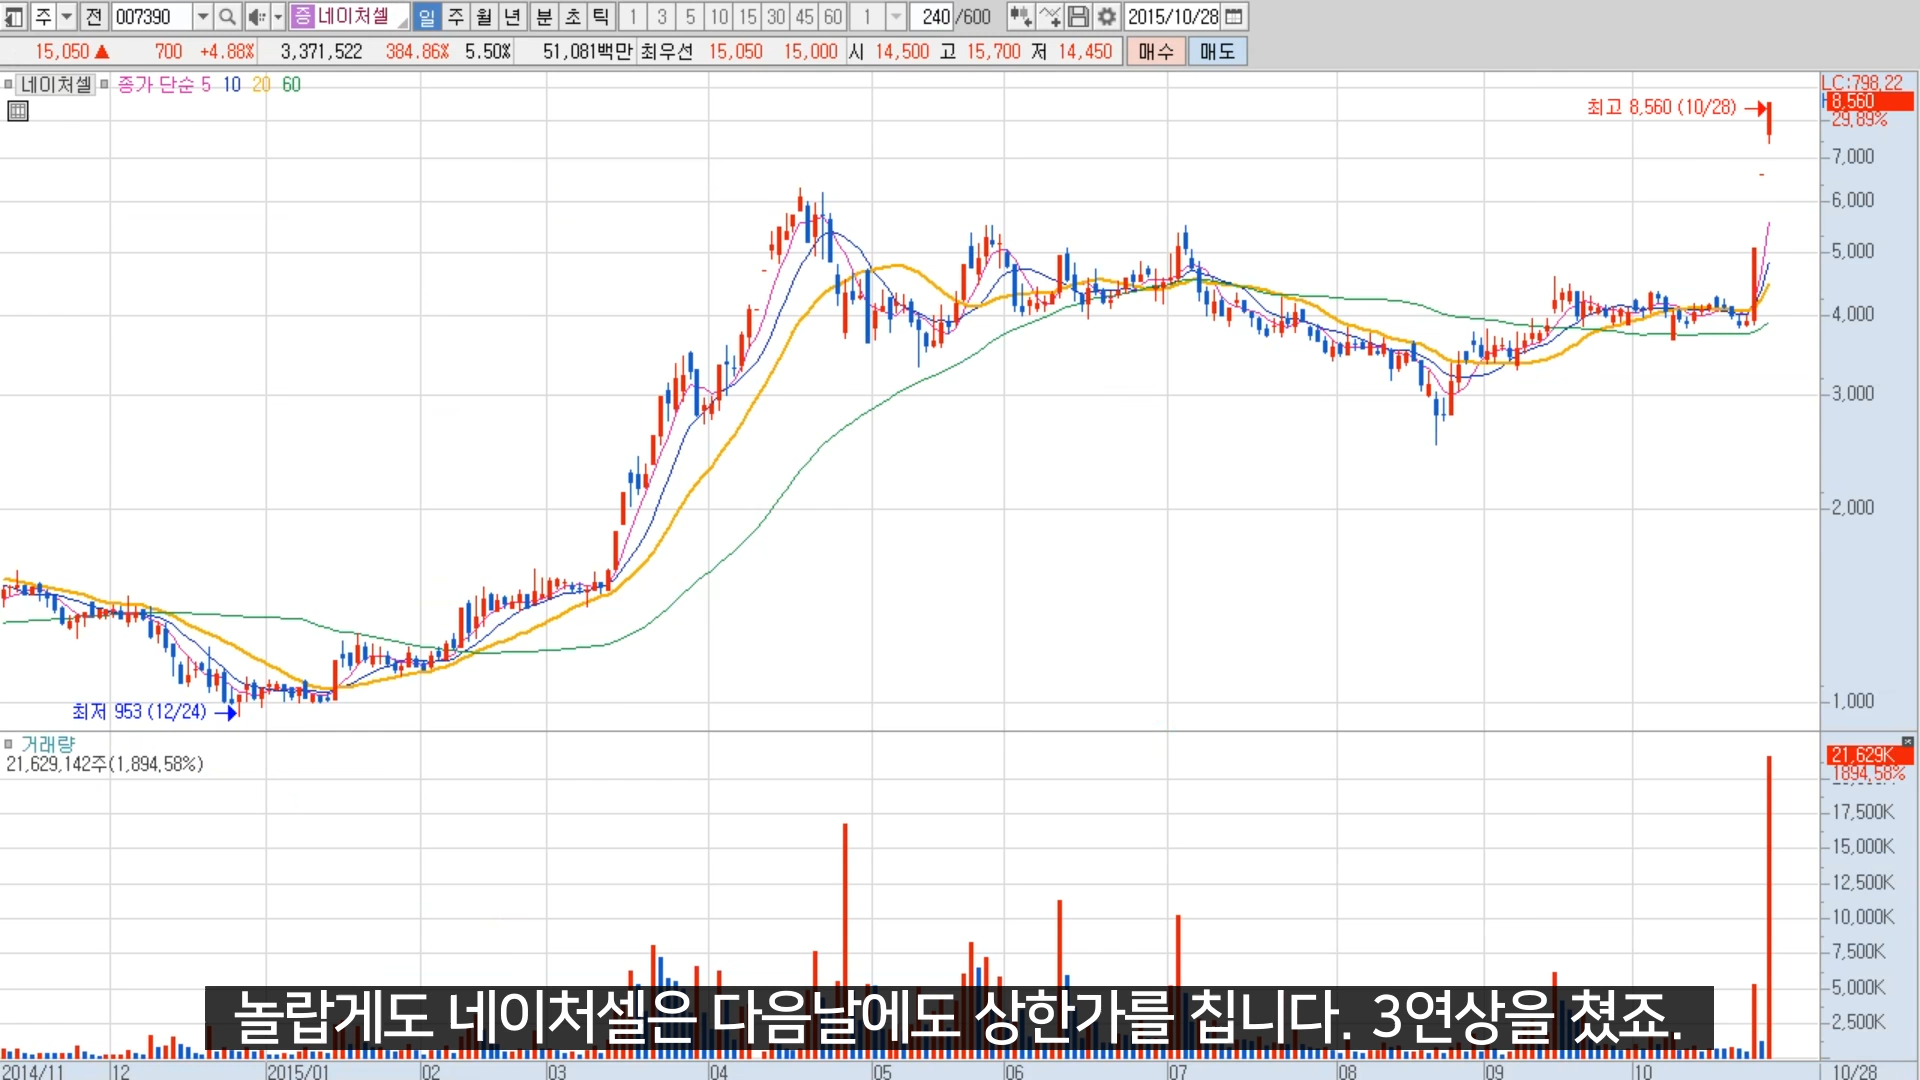 주 전 007390 증 네이처셀 일 주 월 년 분 초 틱 1 3 5 10 15 30 45 60 1 240 /600 2015/10/28
15,050 ▲ 700 +4.88% 3,371,522 384.86% 5.50% 51,081백만 최우선 15,050 15,000 시 14,500 고 15,700 저 14,450 매수 매도
네이처셀 종가 단순 5 10 20 60
LC:798.22
최고 8,560 (10/28)
8,560
29.89%
7,000
6,000
5,000
4,000
3,000
2,000
1,000
최저 953 (12/24)
거래량
21,629,142주(1,894.58%)
21,629K
1894.58%
17,500K
15,000K
12,500K
10,000K
7,500K
5,000K
2,500K
놀랍게도 네이처셀은 다음날에도 상한가를 칩니다. 3연상을 쳤죠.
2014/11 12 2015/01 02 03 04 05 06 07 08 09 10 10/28